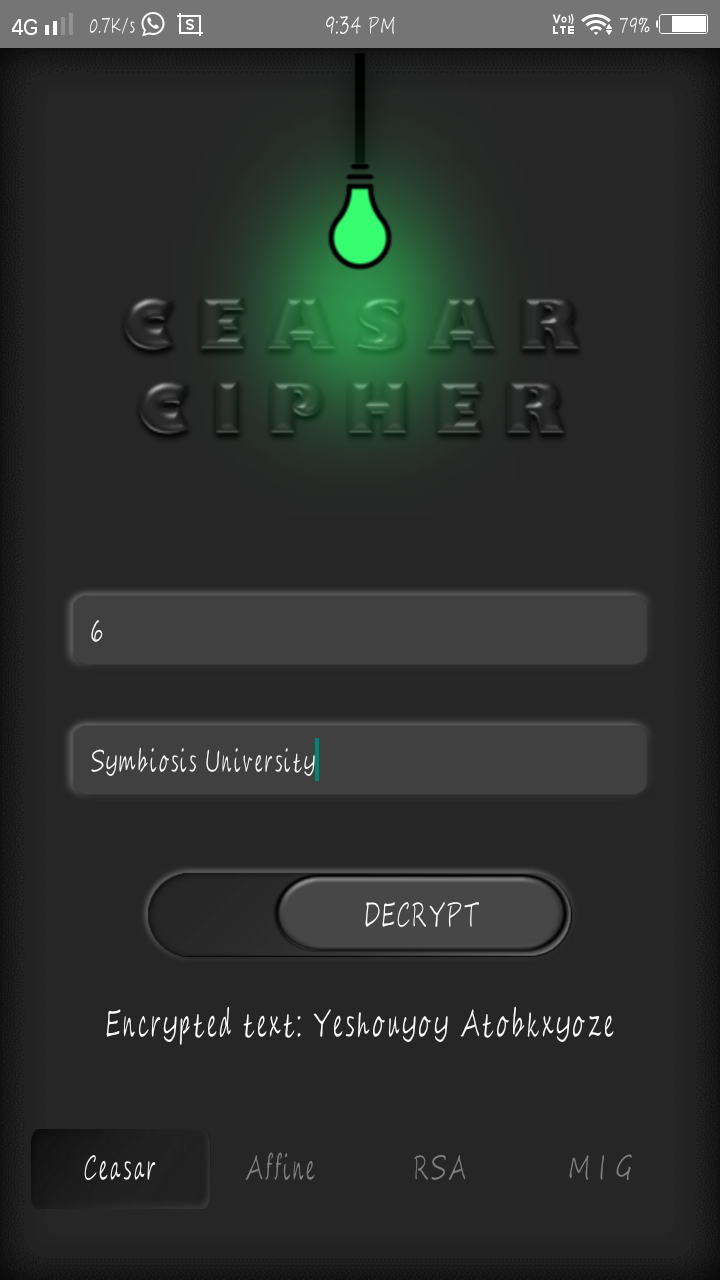 4G 0.7K/s S 9:34 PM Vo)) LTE 79%
CEASAR
CIPHER
6
Symbiosis University
DECRYPT
Encrypted text: Yeshouyoy Atobkxyoze
Ceasar Affine RSA M I G